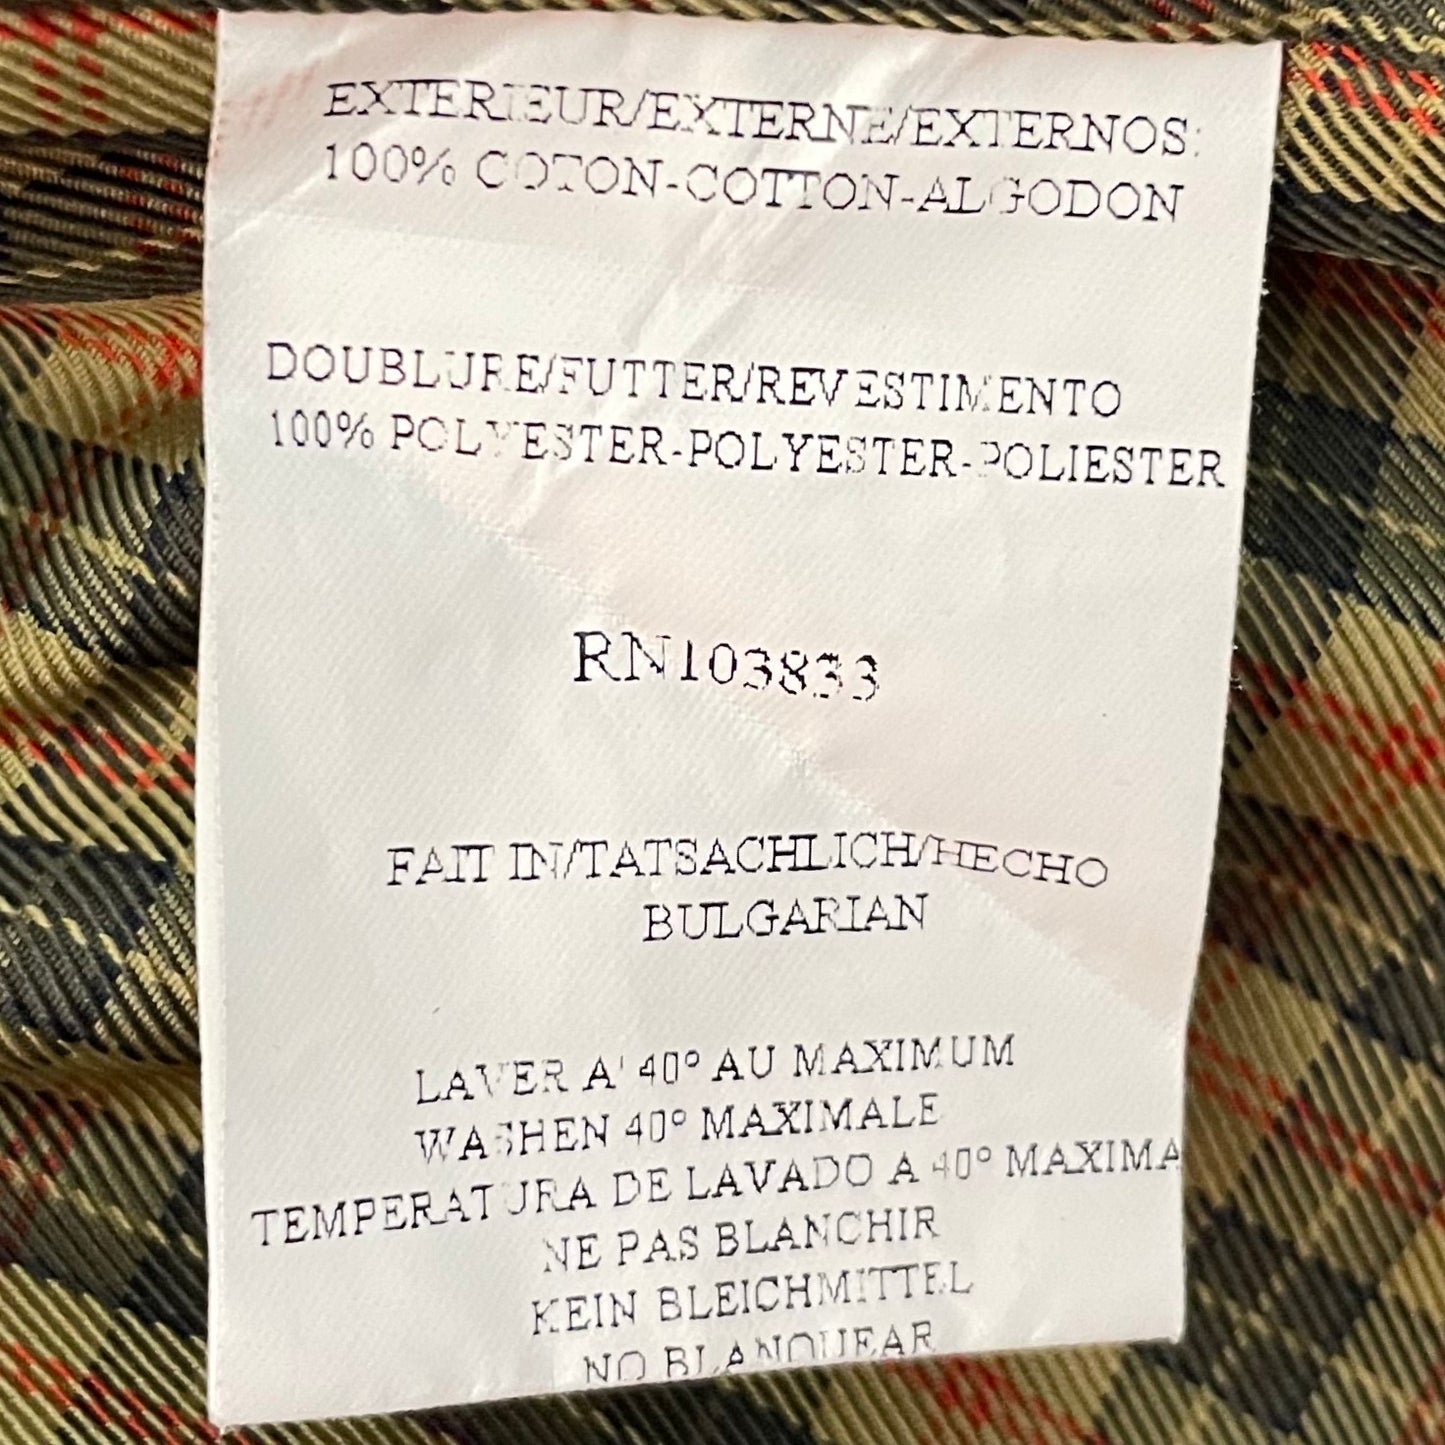 EXTERIEUR/EXTERNE/EXTERNOS:
100% COTON-COTTON-ALGODON
DOUBLURE/FUTTER/REVESTIMENTO
100% POLYESTER-POLYESTER-POLIESTER
RN103833
FAIT IN/TATSACHLICH/HECHO
BULGARIAN
LAVER A' 40° AU MAXIMUM
WASHEN 40° MAXIMALE
TEMPERATURA DE LAVADO A 40° MAXIMA
NE PAS BLANCHIR
KEIN BLEICHMITTEL
NO BLANQUEAR